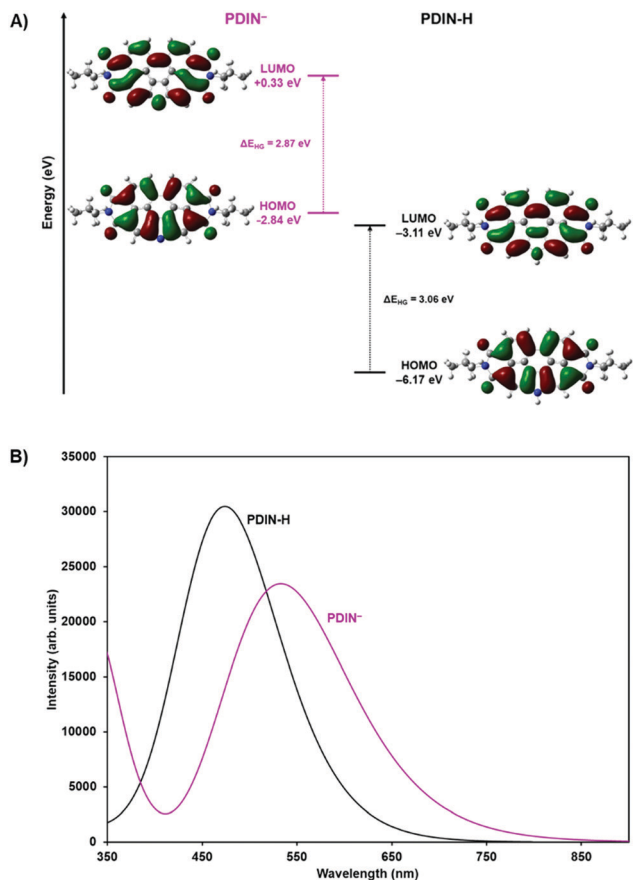 A)
PDIN⁻
PDIN-H
Energy (eV)
LUMO
+0.33 eV
ΔE_HG = 2.87 eV
HOMO
-2.84 eV
LUMO
–3.11 eV
ΔE_HG = 3.06 eV
HOMO
–6.17 eV
B)
Intensity (arb. units)
35000
30000
25000
20000
15000
10000
5000
0
PDIN-H
PDIN⁻
350 450 550 650 750 850
Wavelength (nm)